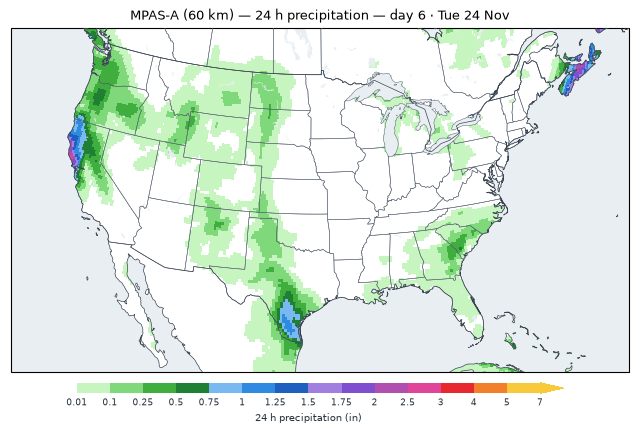 MPAS-A (60 km) — 24 h precipitation — day 6 · Tue 24 Nov
0.01 0.1 0.25 0.5 0.75 1 1.25 1.5 1.75 2 2.5 3 4 5 7
24 h precipitation (in)